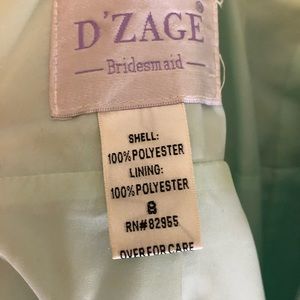 D'ZAGE
Bridesmaid
SHELL:
100%POLYESTER
LINING:
100%POLYESTER
8
RN#82955
OVER FOR CARE